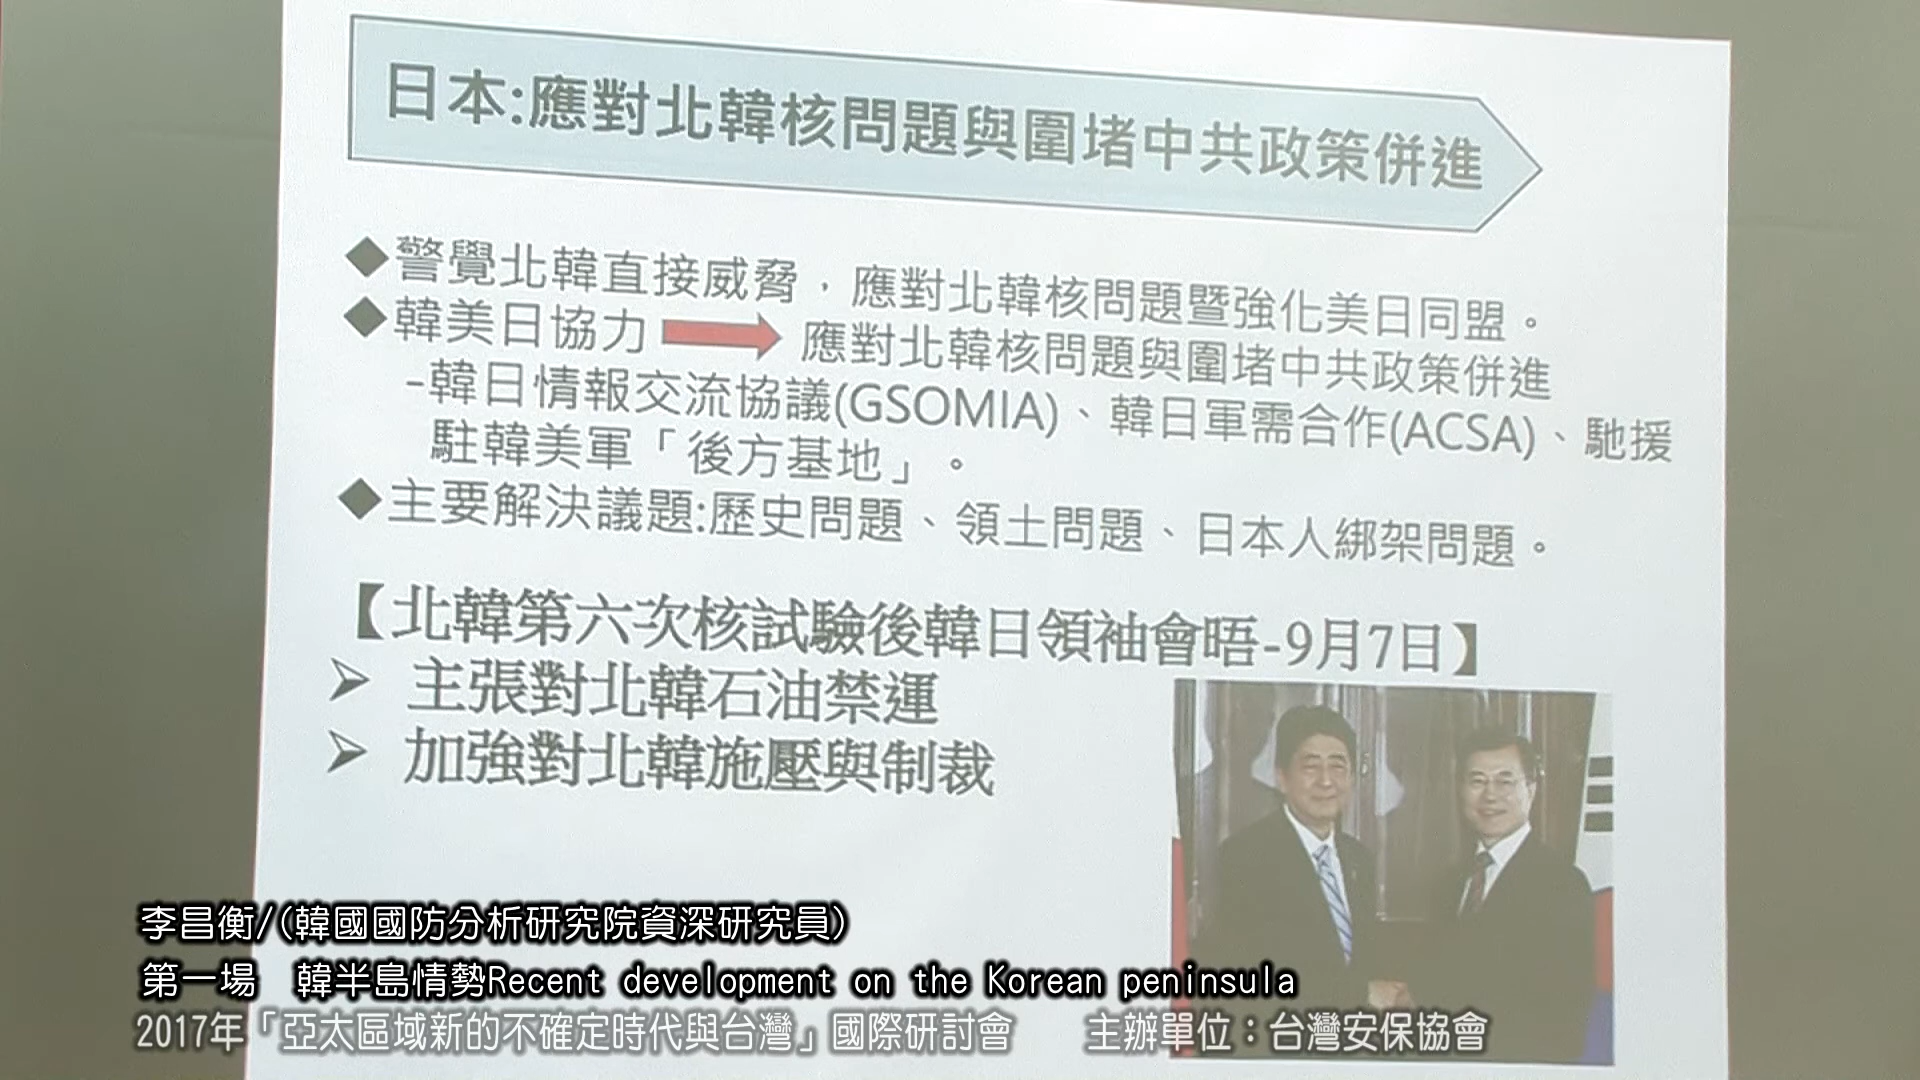 日本:應對北韓核問題與圍堵中共政策併進
◆警覺北韓直接威脅，應對北韓核問題暨強化美日同盟。
◆韓美日協力 應對北韓核問題與圍堵中共政策併進
-韓日情報交流協議(GSOMIA)、韓日軍需合作(ACSA)、馳援
駐韓美軍「後方基地」。
◆主要解決議題:歷史問題、領土問題、日本人綁架問題。
【北韓第六次核試驗後韓日領袖會晤-9月7日】
➢ 主張對北韓石油禁運
➢ 加強對北韓施壓與制裁
李昌衡/(韓國國防分析研究院資深研究員)
第一場　韓半島情勢Recent development on the Korean peninsula
2017年「亞太區域新的不確定時代與台灣」國際研討會　　主辦單位：台灣安保協會